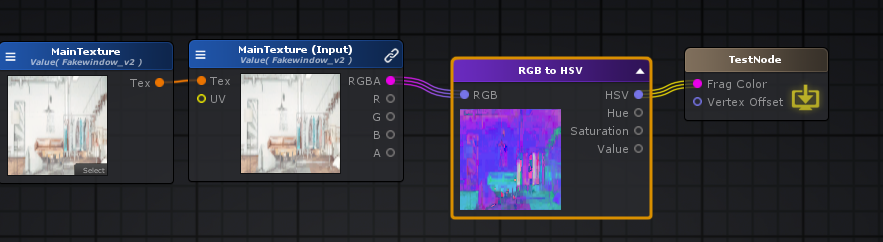 MainTexture
Value( Fakewindow_v2 )
Tex
Select
MainTexture (Input)
Value( Fakewindow_v2 )
Tex
RGBA
UV
R
G
B
A
RGB to HSV
RGB
HSV
Hue
Saturation
Value
TestNode
Frag Color
Vertex Offset